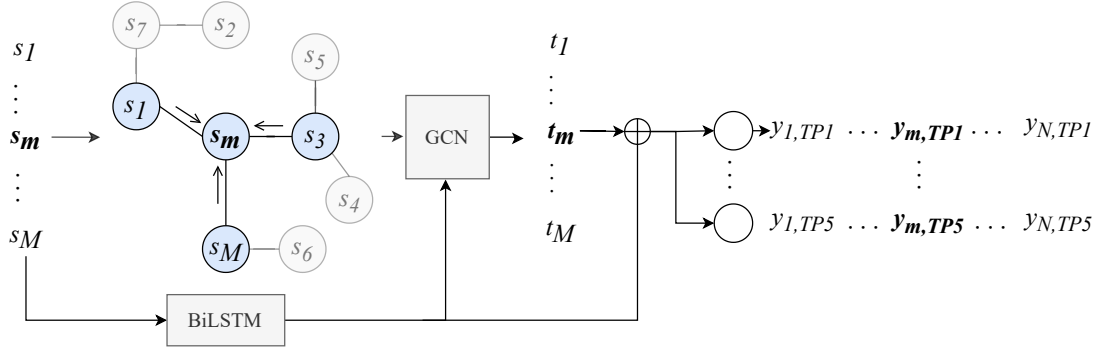 s1
⋮
sm
⋮
sM
s7
s2
s5
s1
sm
s3
s4
sM
s6
BiLSTM
GCN
t1
⋮
tm
⋮
tM
y1,TP1 ... ym,TP1 ... yN,TP1
⋮ ⋮
y1,TP5 ... ym,TP5 ... yN,TP5